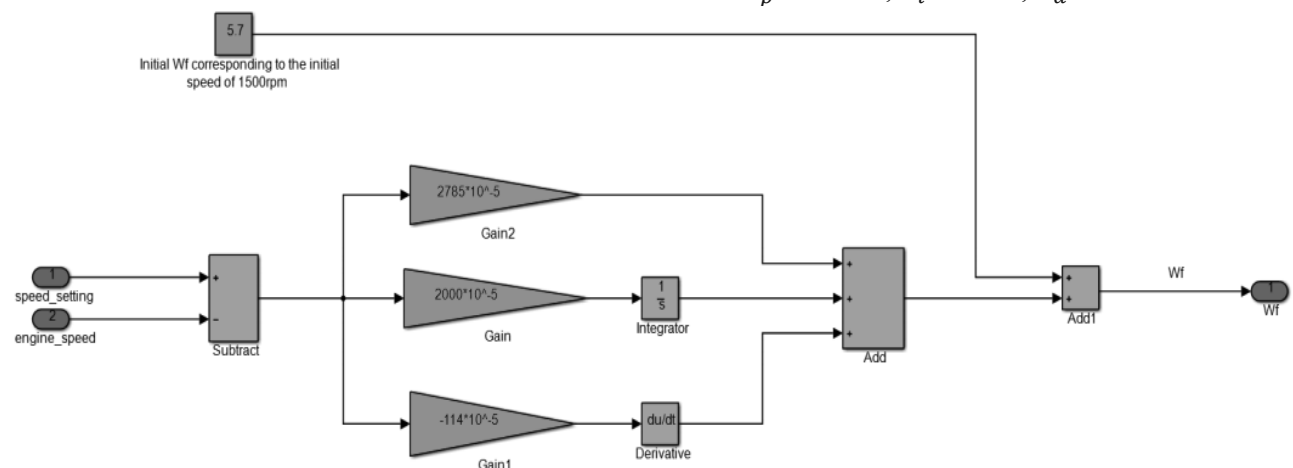 5.7
Initial Wf corresponding to the initial
speed of 1500rpm
2785*10^-5
Gain2
1
speed_setting
2
engine_speed
+
-
Subtract
2000*10^-5
Gain
1
s
Integrator
-114*10^-5
Gain1
du/dt
Derivative
+
+
+
Add
+
+
Add1
Wf
1
Wf